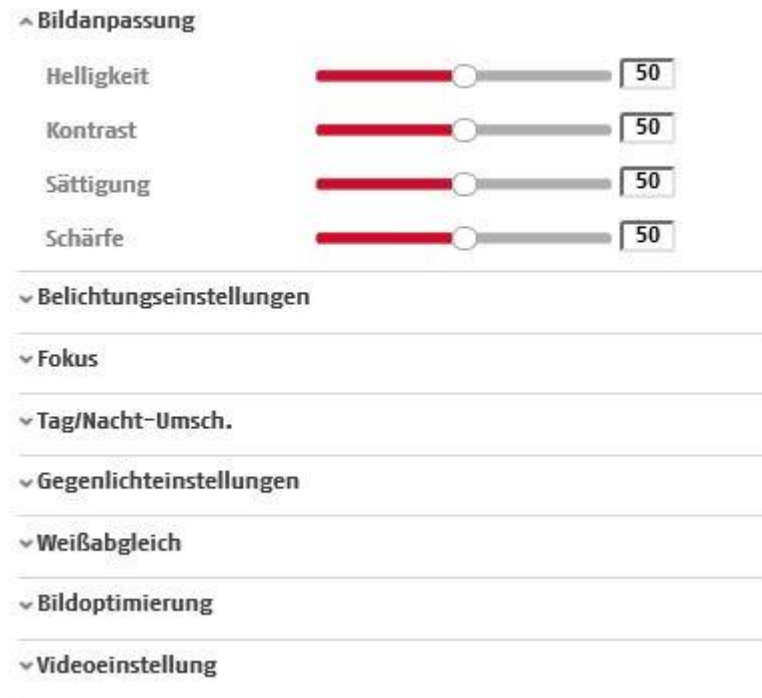 Bildanpassung
Helligkeit 50
Kontrast 50
Sättigung 50
Schärfe 50
Belichtungseinstellungen
Fokus
Tag/Nacht-Umsch.
Gegenlichteinstellungen
Weißabgleich
Bildoptimierung
Videoeinstellung